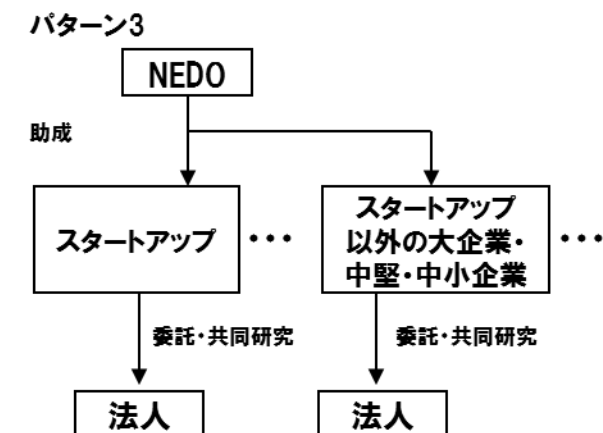 パターン3
NEDO
助成
スタートアップ
・・・
スタートアップ
以外の大企業・
中堅・中小企業
・・・
委託・共同研究
委託・共同研究
法人
法人